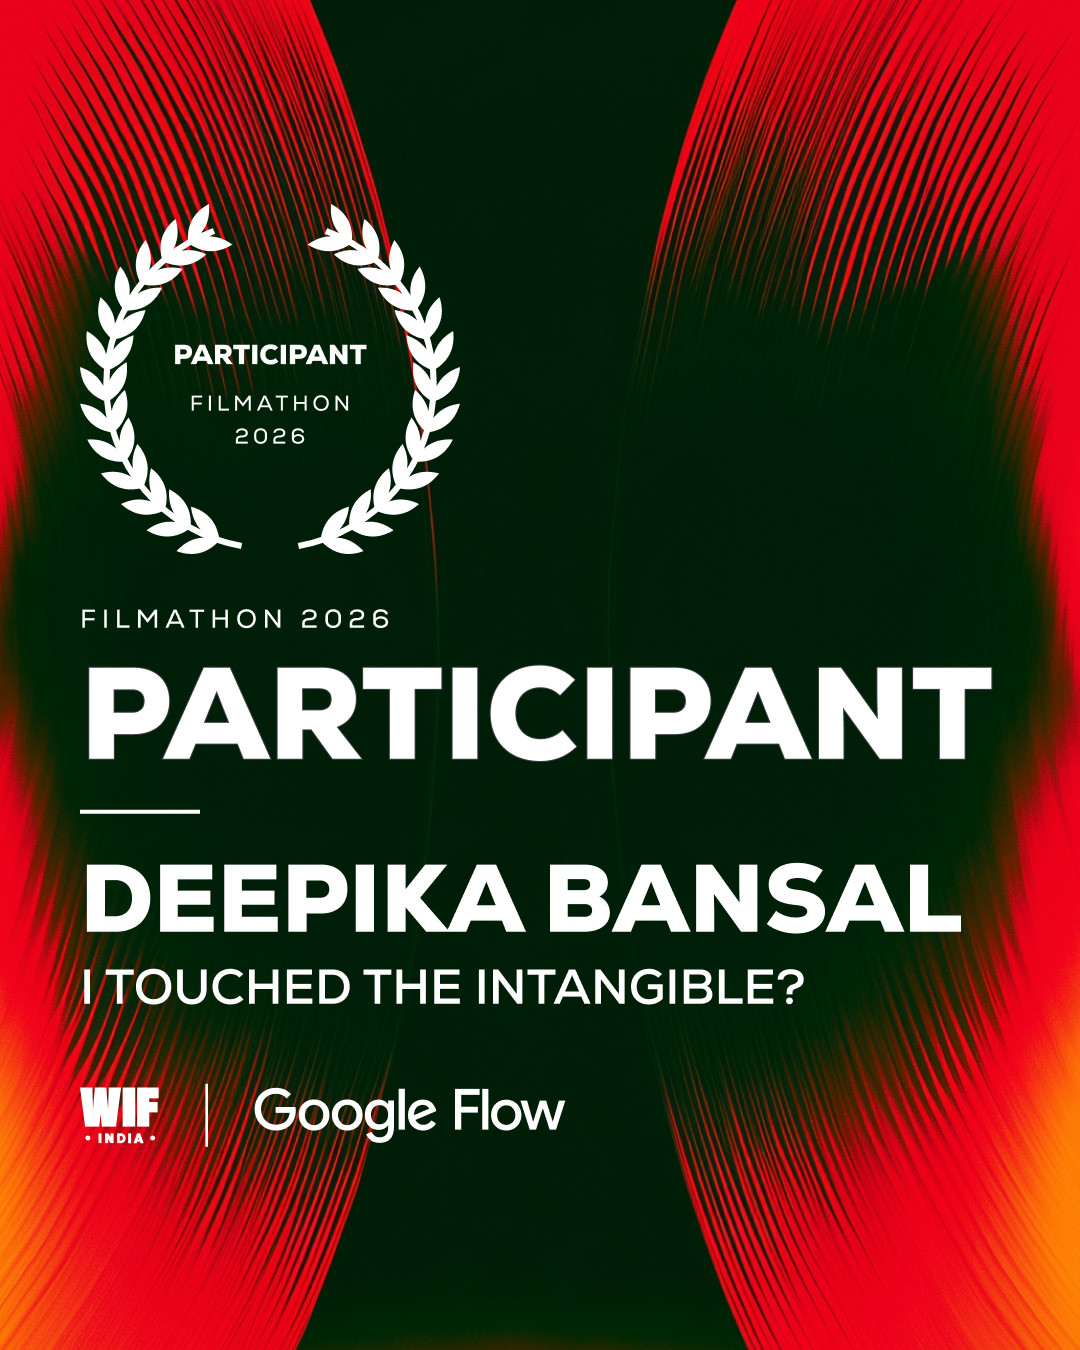 PARTICIPANT
FILMATHON
2026
FILMATHON 2026
PARTICIPANT
DEEPIKA BANSAL
I TOUCHED THE INTANGIBLE?
WIF
• INDIA •
Google Flow